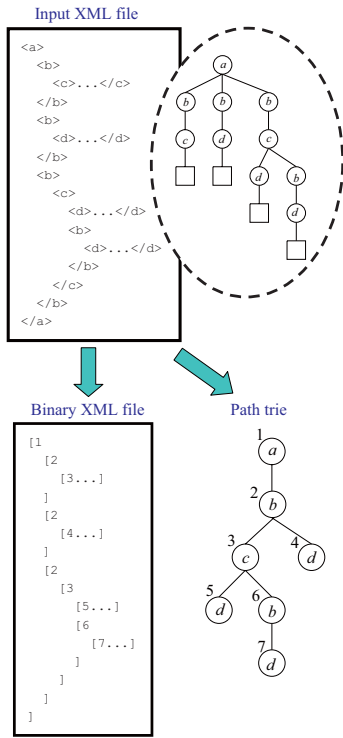 Input XML file
<a>
<b>
<c>...</c>
</b>
<b>
<d>...</d>
</b>
<b>
<c>
<d>...</d>
<b>
<d>...</d>
</b>
</c>
</b>
</a>
a
b b b
c d c
d b
d
Binary XML file
[1
[2
[3...]
]
[2
[4...]
]
[2
[3
[5...]
[6
[7...]
]
]
]
]
Path trie
1 a
2 b
3 c 4 d
5 d 6 b
7 d